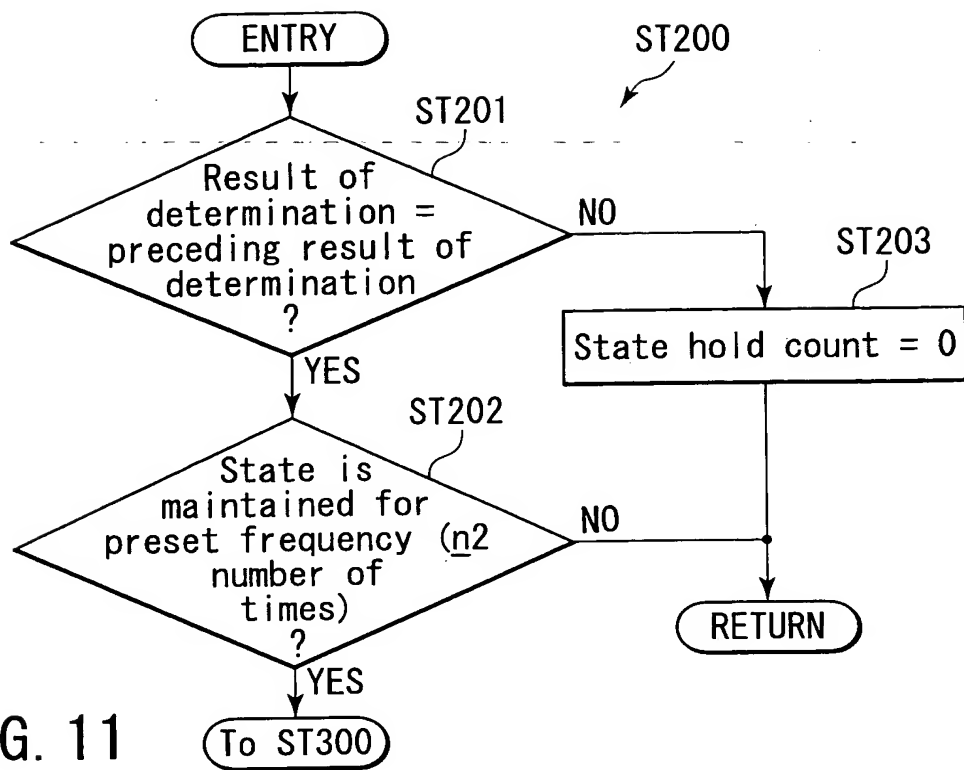 ENTRY
ST200
ST201
Result of
determination =
preceding result of
determination
?
NO
ST203
State hold count = 0
YES
ST202
State is
maintained for
preset frequency (n2
number of
times)
?
NO
RETURN
YES
G. 11
To ST300